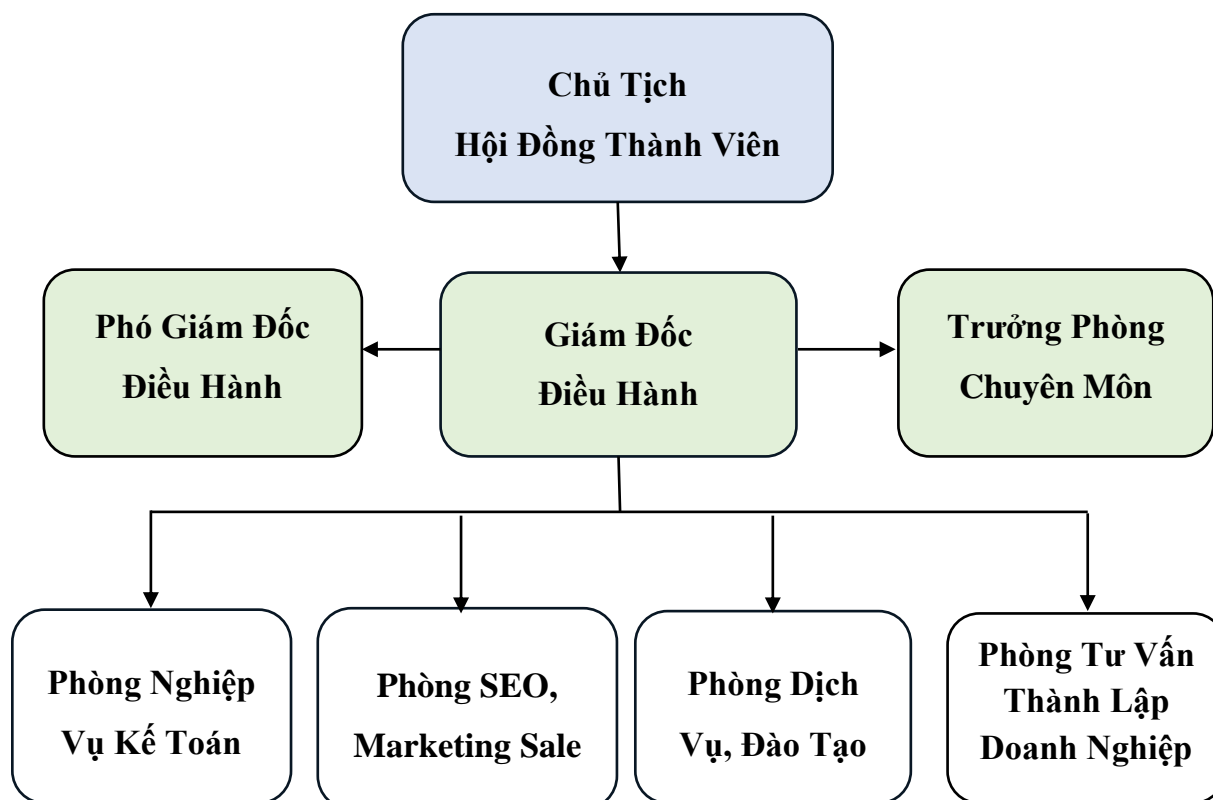 Chủ Tịch
Hội Đồng Thành Viên
Phó Giám Đốc
Điều Hành
Giám Đốc
Điều Hành
Trưởng Phòng
Chuyên Môn
Phòng Nghiệp
Vụ Kế Toán
Phòng SEO,
Marketing Sale
Phòng Dịch
Vụ, Đào Tạo
Phòng Tư Vấn
Thành Lập
Doanh Nghiệp